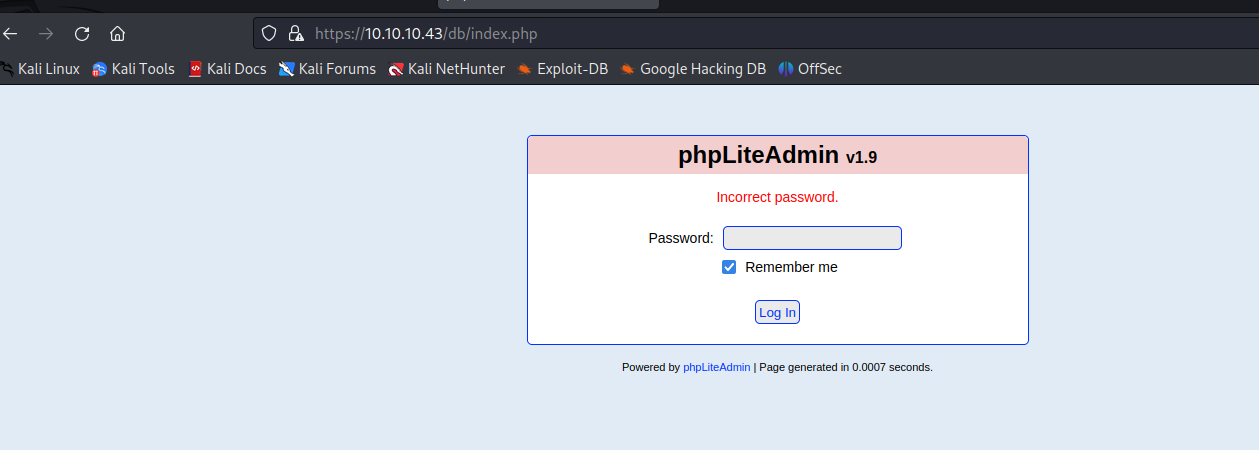 https://10.10.10.43/db/index.php
Kali Linux Kali Tools Kali Docs Kali Forums Kali NetHunter Exploit-DB Google Hacking DB OffSec
phpLiteAdmin v1.9
Incorrect password.
Password:
Remember me
Log In
Powered by phpLiteAdmin | Page generated in 0.0007 seconds.